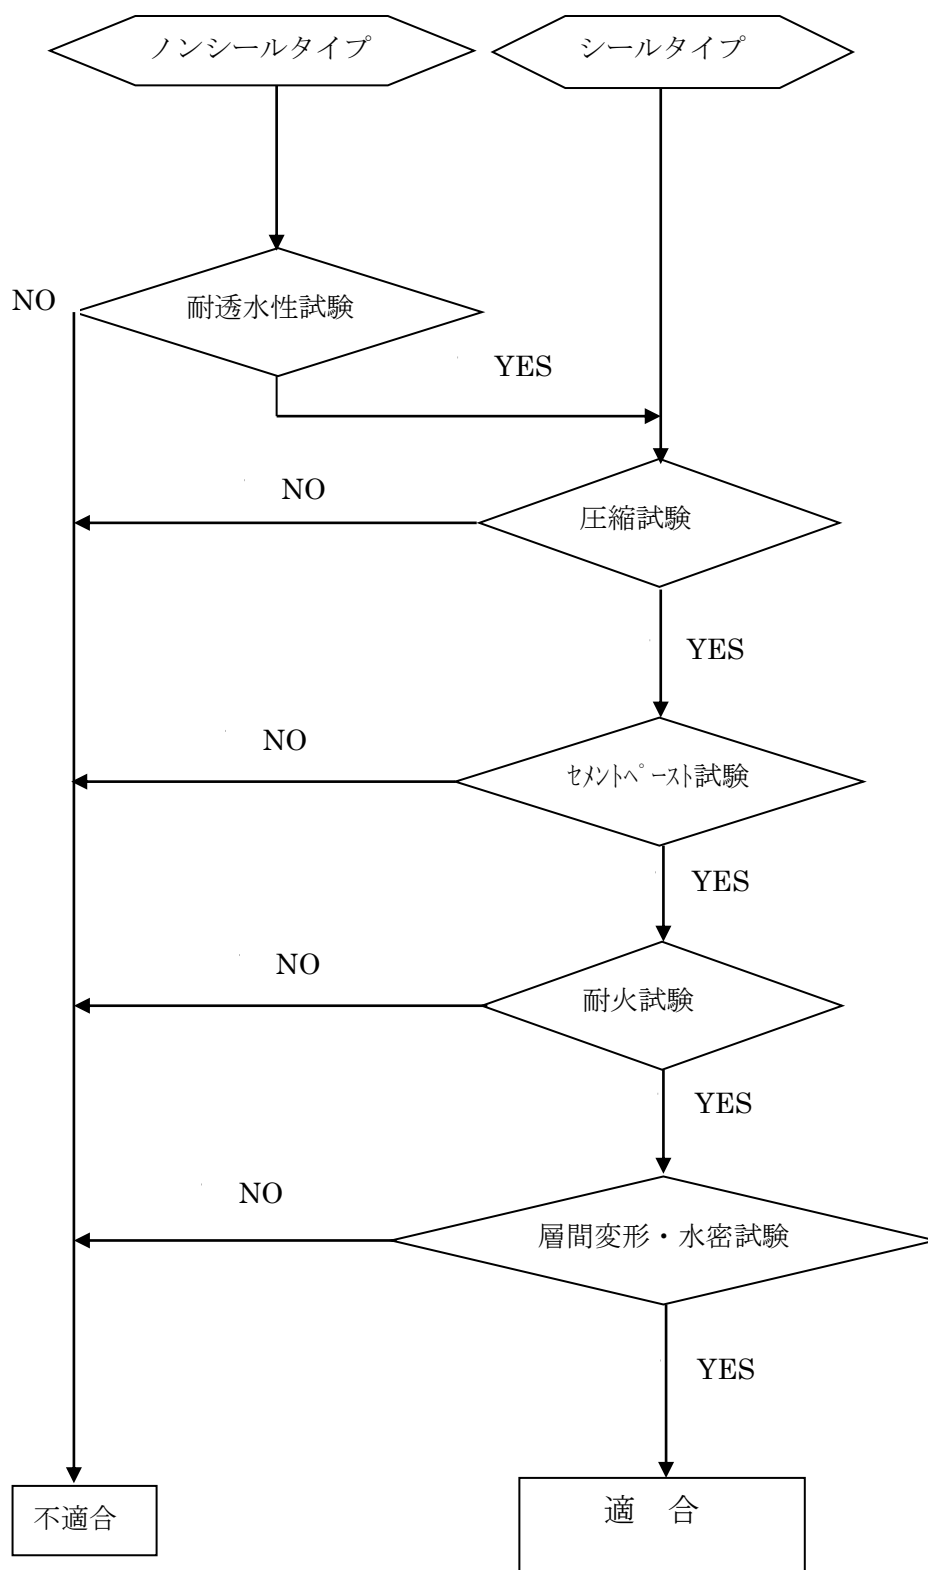 ノンシールタイプ
シールタイプ
耐透水性試験
NO
YES
圧縮試験
NO
YES
セメントペースト試験
NO
YES
耐火試験
NO
YES
層間変形・水密試験
NO
YES
不適合
適　合